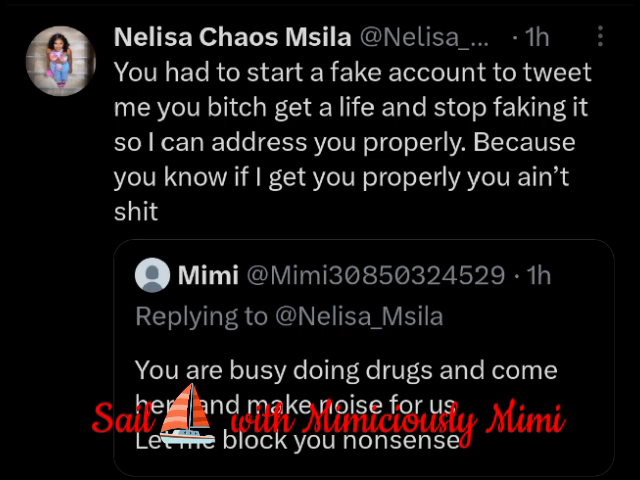 Nelisa Chaos Msila @Nelisa_... · 1h
You had to start a fake account to tweet
me you bitch get a life and stop faking it
so I can address you properly. Because
you know if I get you properly you ain’t
shit
Mimi @Mimi30850324529 · 1h
Replying to @Nelisa_Msila
You are busy doing drugs and come
here and make noise for us
Sail with Mimiciously Mimi
Let me block you nonsense